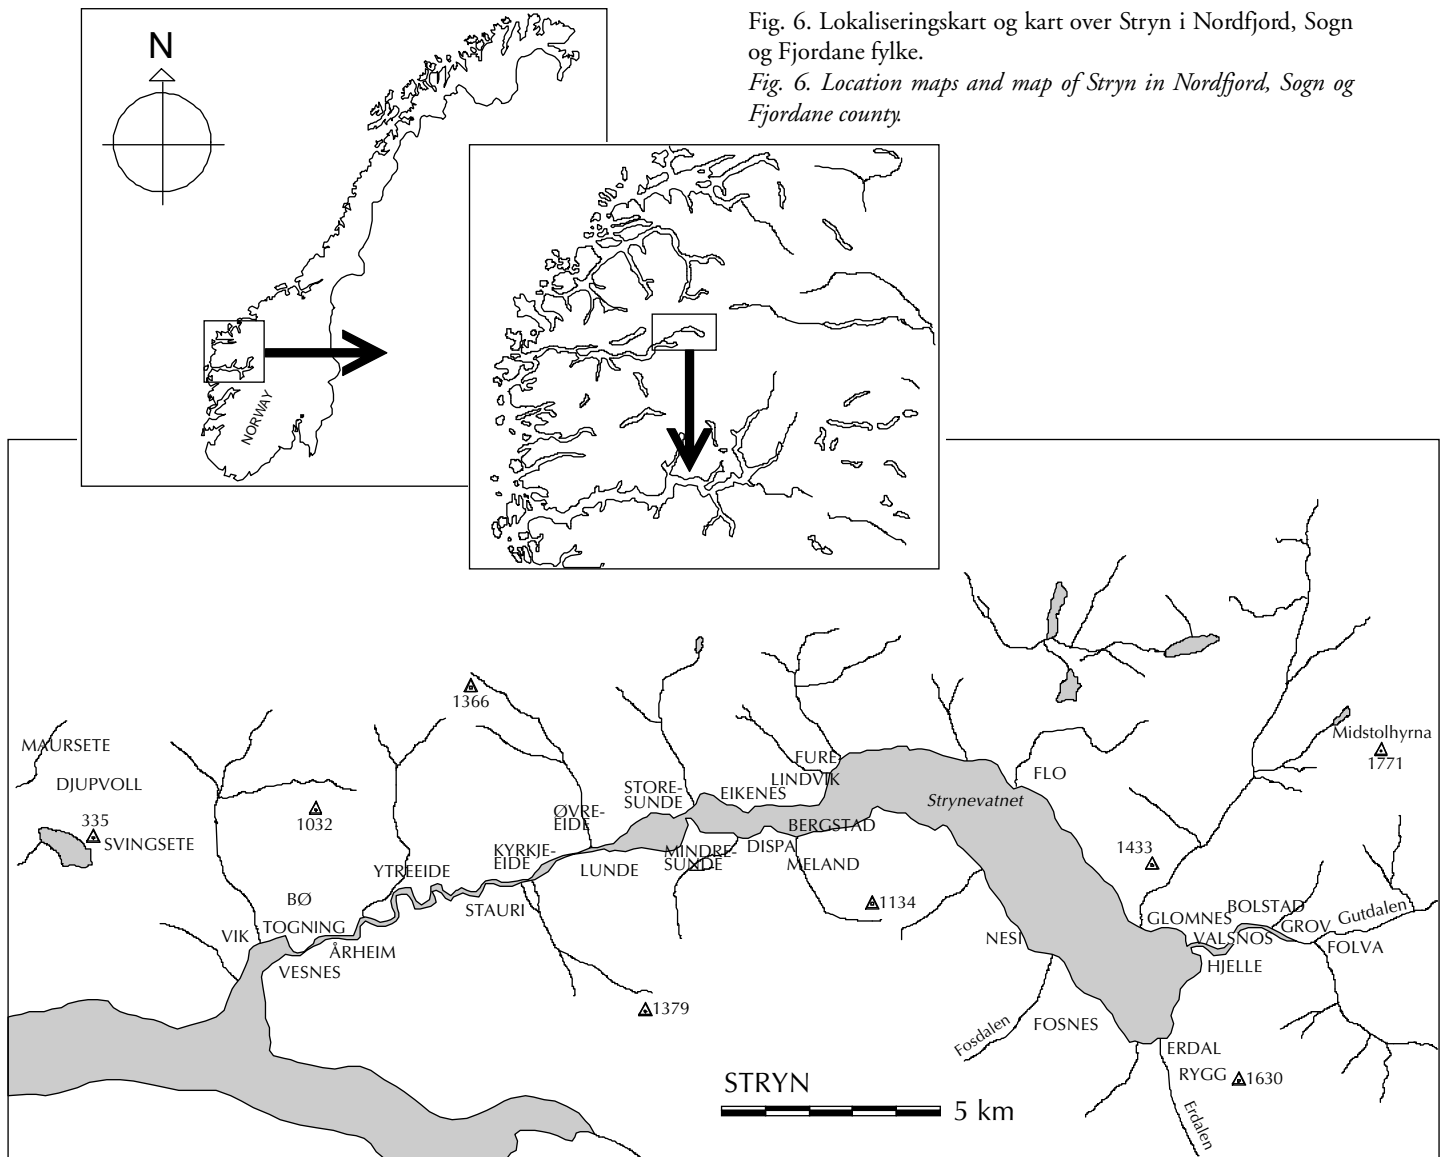 Fig. 6. Lokaliseringskart og kart over Stryn i Nordfjord, Sogn
og Fjordane fylke.
Fig. 6. Location maps and map of Stryn in Nordfjord, Sogn og
Fjordane county.
N
NORWAY
1366
MAURSETE
DJUPVOLL
335
SVINGSETE
1032
Midstolhyrna
1771
FURE
LINDVIK
FLO
STORE-
SUNDE
EIKENES
Strynevatnet
ØVRE-
EIDE
BERGSTAD
KYRKJE-
EIDE
MINDRE-
SUNDE
DISPA
MELAND
1433
YTREEIDE
LUNDE
BØ
STAURI
1134
TOGNING
VIK
ÅRHEIM
VESNES
NESI
GLOMNES
BOLSTAD
Gutdalen
VALSNOS
GROV
FOLVA
HJELLE
1379
Fosdalen
FOSNES
ERDAL
RYGG
1630
Erdalen
STRYN
5 km